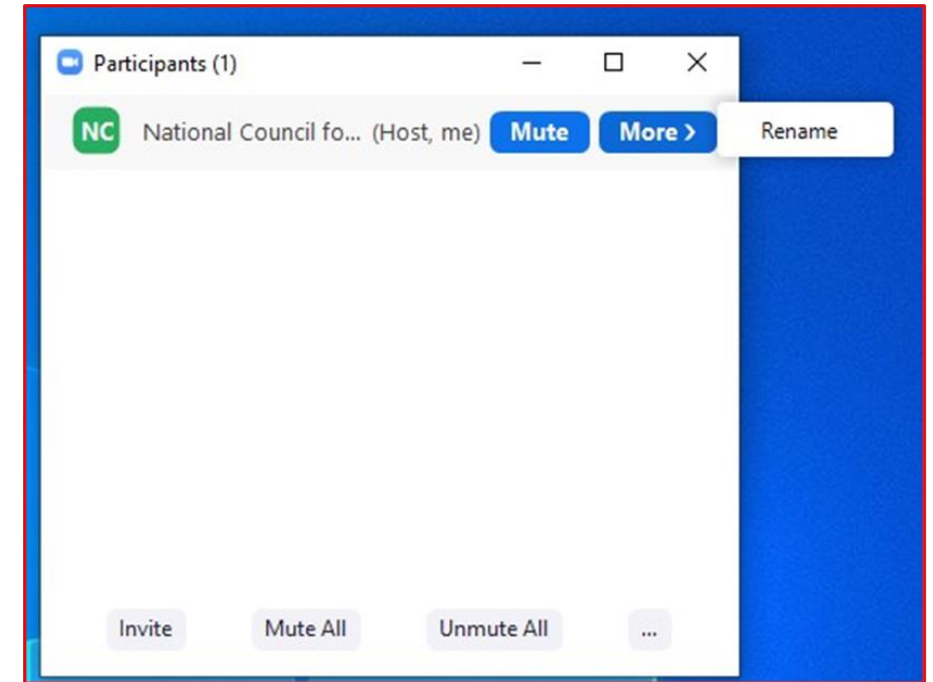 Participants (1)
NC National Council fo... (Host, me) Mute More > Rename
Invite Mute All Unmute All ...